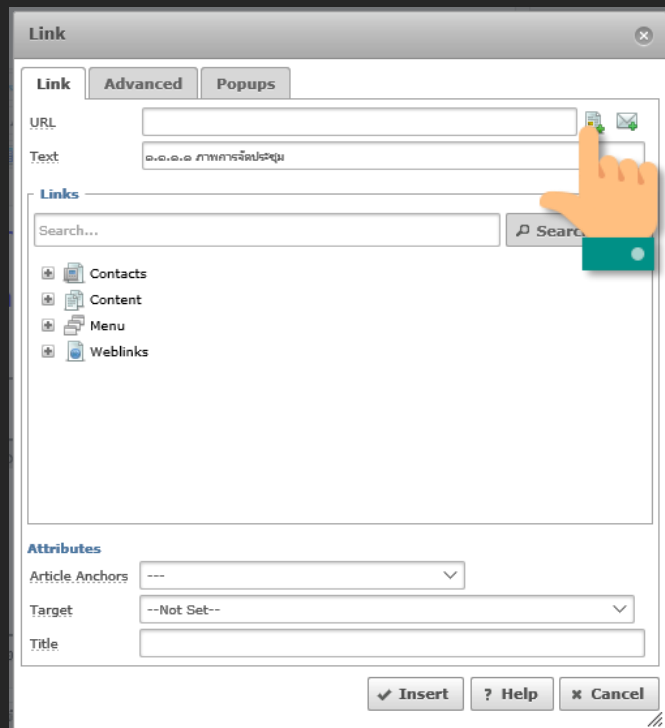 Link
Link Advanced Popups
URL
Text ๑.๑.๑.๑ ภาพการจัดประชุม
Links
Search...
Contacts
Content
Menu
Weblinks
Attributes
Article Anchors ---
Target --Not Set--
Title
Insert ? Help Cancel